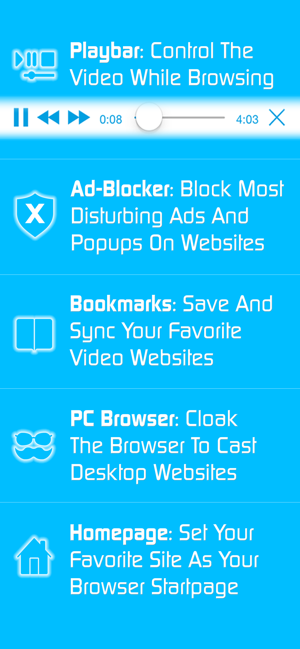 Playbar: Control The
Video While Browsing
0:08
4:03
Ad-Blocker: Block Most
X
Disturbing Ads And
Popups On Websites
Bookmarks: Save And
Sync Your Favorite
Video Websites
PC Browser: Cloak
The Browser To Cast
Desktop Websites
Homepage: Set Your
Favorite Site As Your
Browser Startpage